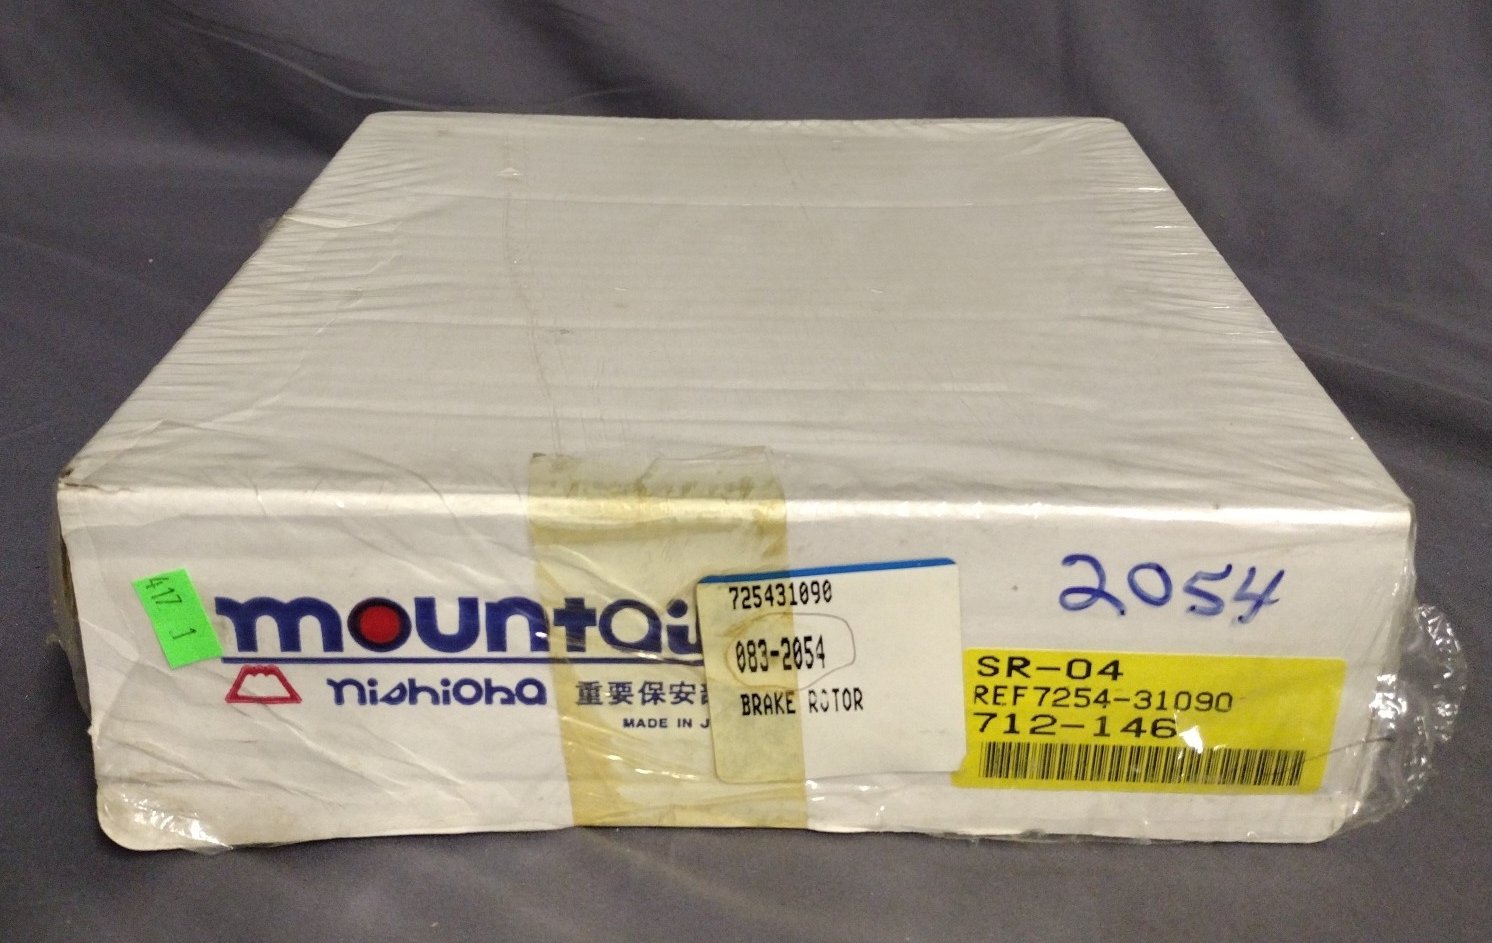 417
1
mountai
nishioka 重要保安
MADE IN J
725431090
083-2054
BRAKE ROTOR
2054
SR-04
REF7254-31090
712-146